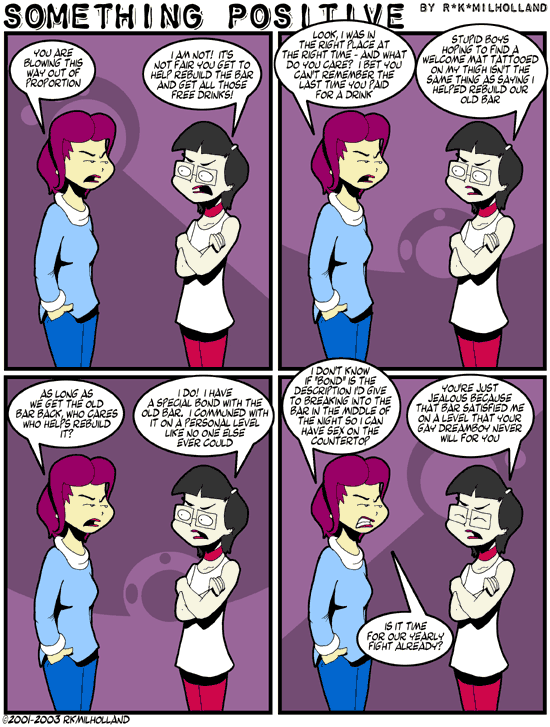 SOMETHING POSITIVE BY R*K*MILHOLLAND
YOU ARE
BLOWING THIS
WAY OUT OF
PROPORTION
I AM NOT! IT'S
NOT FAIR YOU GET TO
HELP REBUILD THE BAR
AND GET ALL THOSE
FREE DRINKS!
LOOK, I WAS IN
THE RIGHT PLACE AT
THE RIGHT TIME - AND WHAT
DO YOU CARE? I BET YOU
CAN'T REMEMBER THE
LAST TIME YOU PAID
FOR A DRINK
STUPID BOYS
HOPING TO FIND A
WELCOME MAT TATTOOED
ON MY THIGH ISN'T THE
SAME THING AS SAYING I
HELPED REBUILD OUR
OLD BAR
AS LONG AS
WE GET THE OLD
BAR BACK, WHO CARES
WHO HELPS REBUILD
IT?
I DO! I HAVE
A SPECIAL BOND WITH THE
OLD BAR. I COMMUNED WITH
IT ON A PERSONAL LEVEL
LIKE NO ONE ELSE
EVER COULD
I DON'T KNOW
IF "BOND" IS THE
DESCRIPTION I'D GIVE
TO BREAKING INTO THE
BAR IN THE MIDDLE OF
THE NIGHT SO I CAN
HAVE SEX ON THE
COUNTERTOP
YOU'RE JUST
JEALOUS BECAUSE
THAT BAR SATISFIED ME
ON A LEVEL THAT YOUR
GAY DREAMBOY NEVER
WILL FOR YOU
IS IT TIME
FOR OUR YEARLY
FIGHT ALREADY?
©2001-2003 RKMILHOLLAND